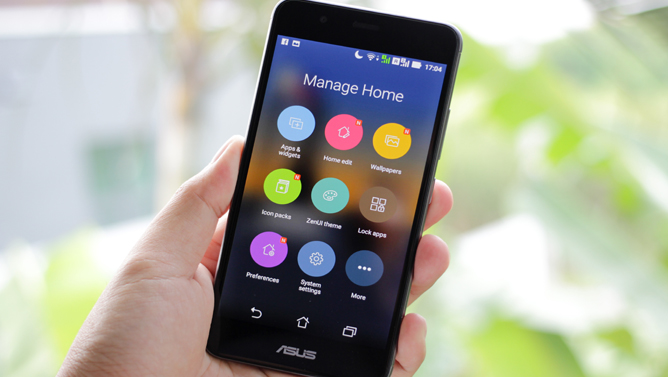 17:04
Manage Home
Apps &
widgets
Home edit
Wallpapers
Icon packs
ZenUI theme
Lock apps
Preferences
System
settings
More
ASUS